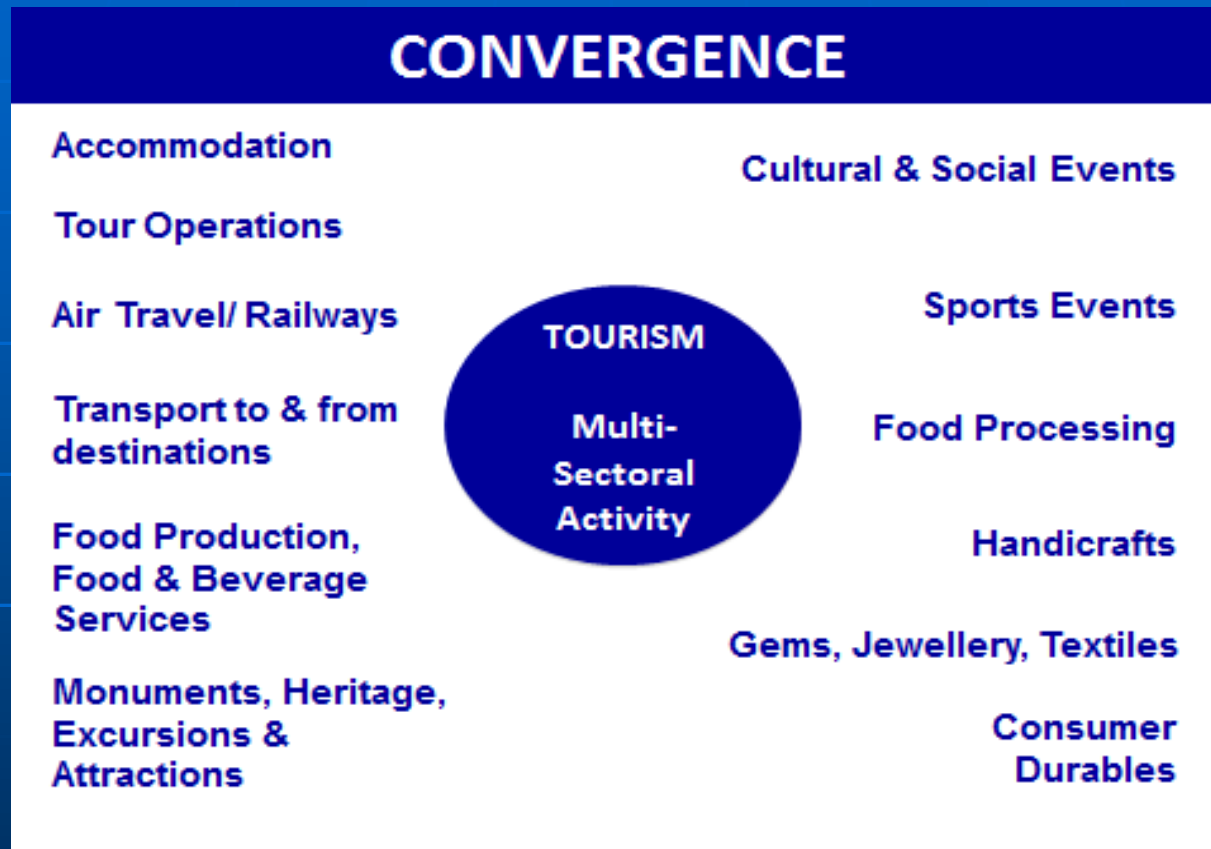 CONVERGENCE
Accommodation
Tour Operations
Air Travel/ Railways
Transport to & from
destinations
Food Production,
Food & Beverage
Services
Monuments, Heritage,
Excursions &
Attractions
TOURISM
Multi-
Sectoral
Activity
Cultural & Social Events
Sports Events
Food Processing
Handicrafts
Gems, Jewellery, Textiles
Consumer
Durables